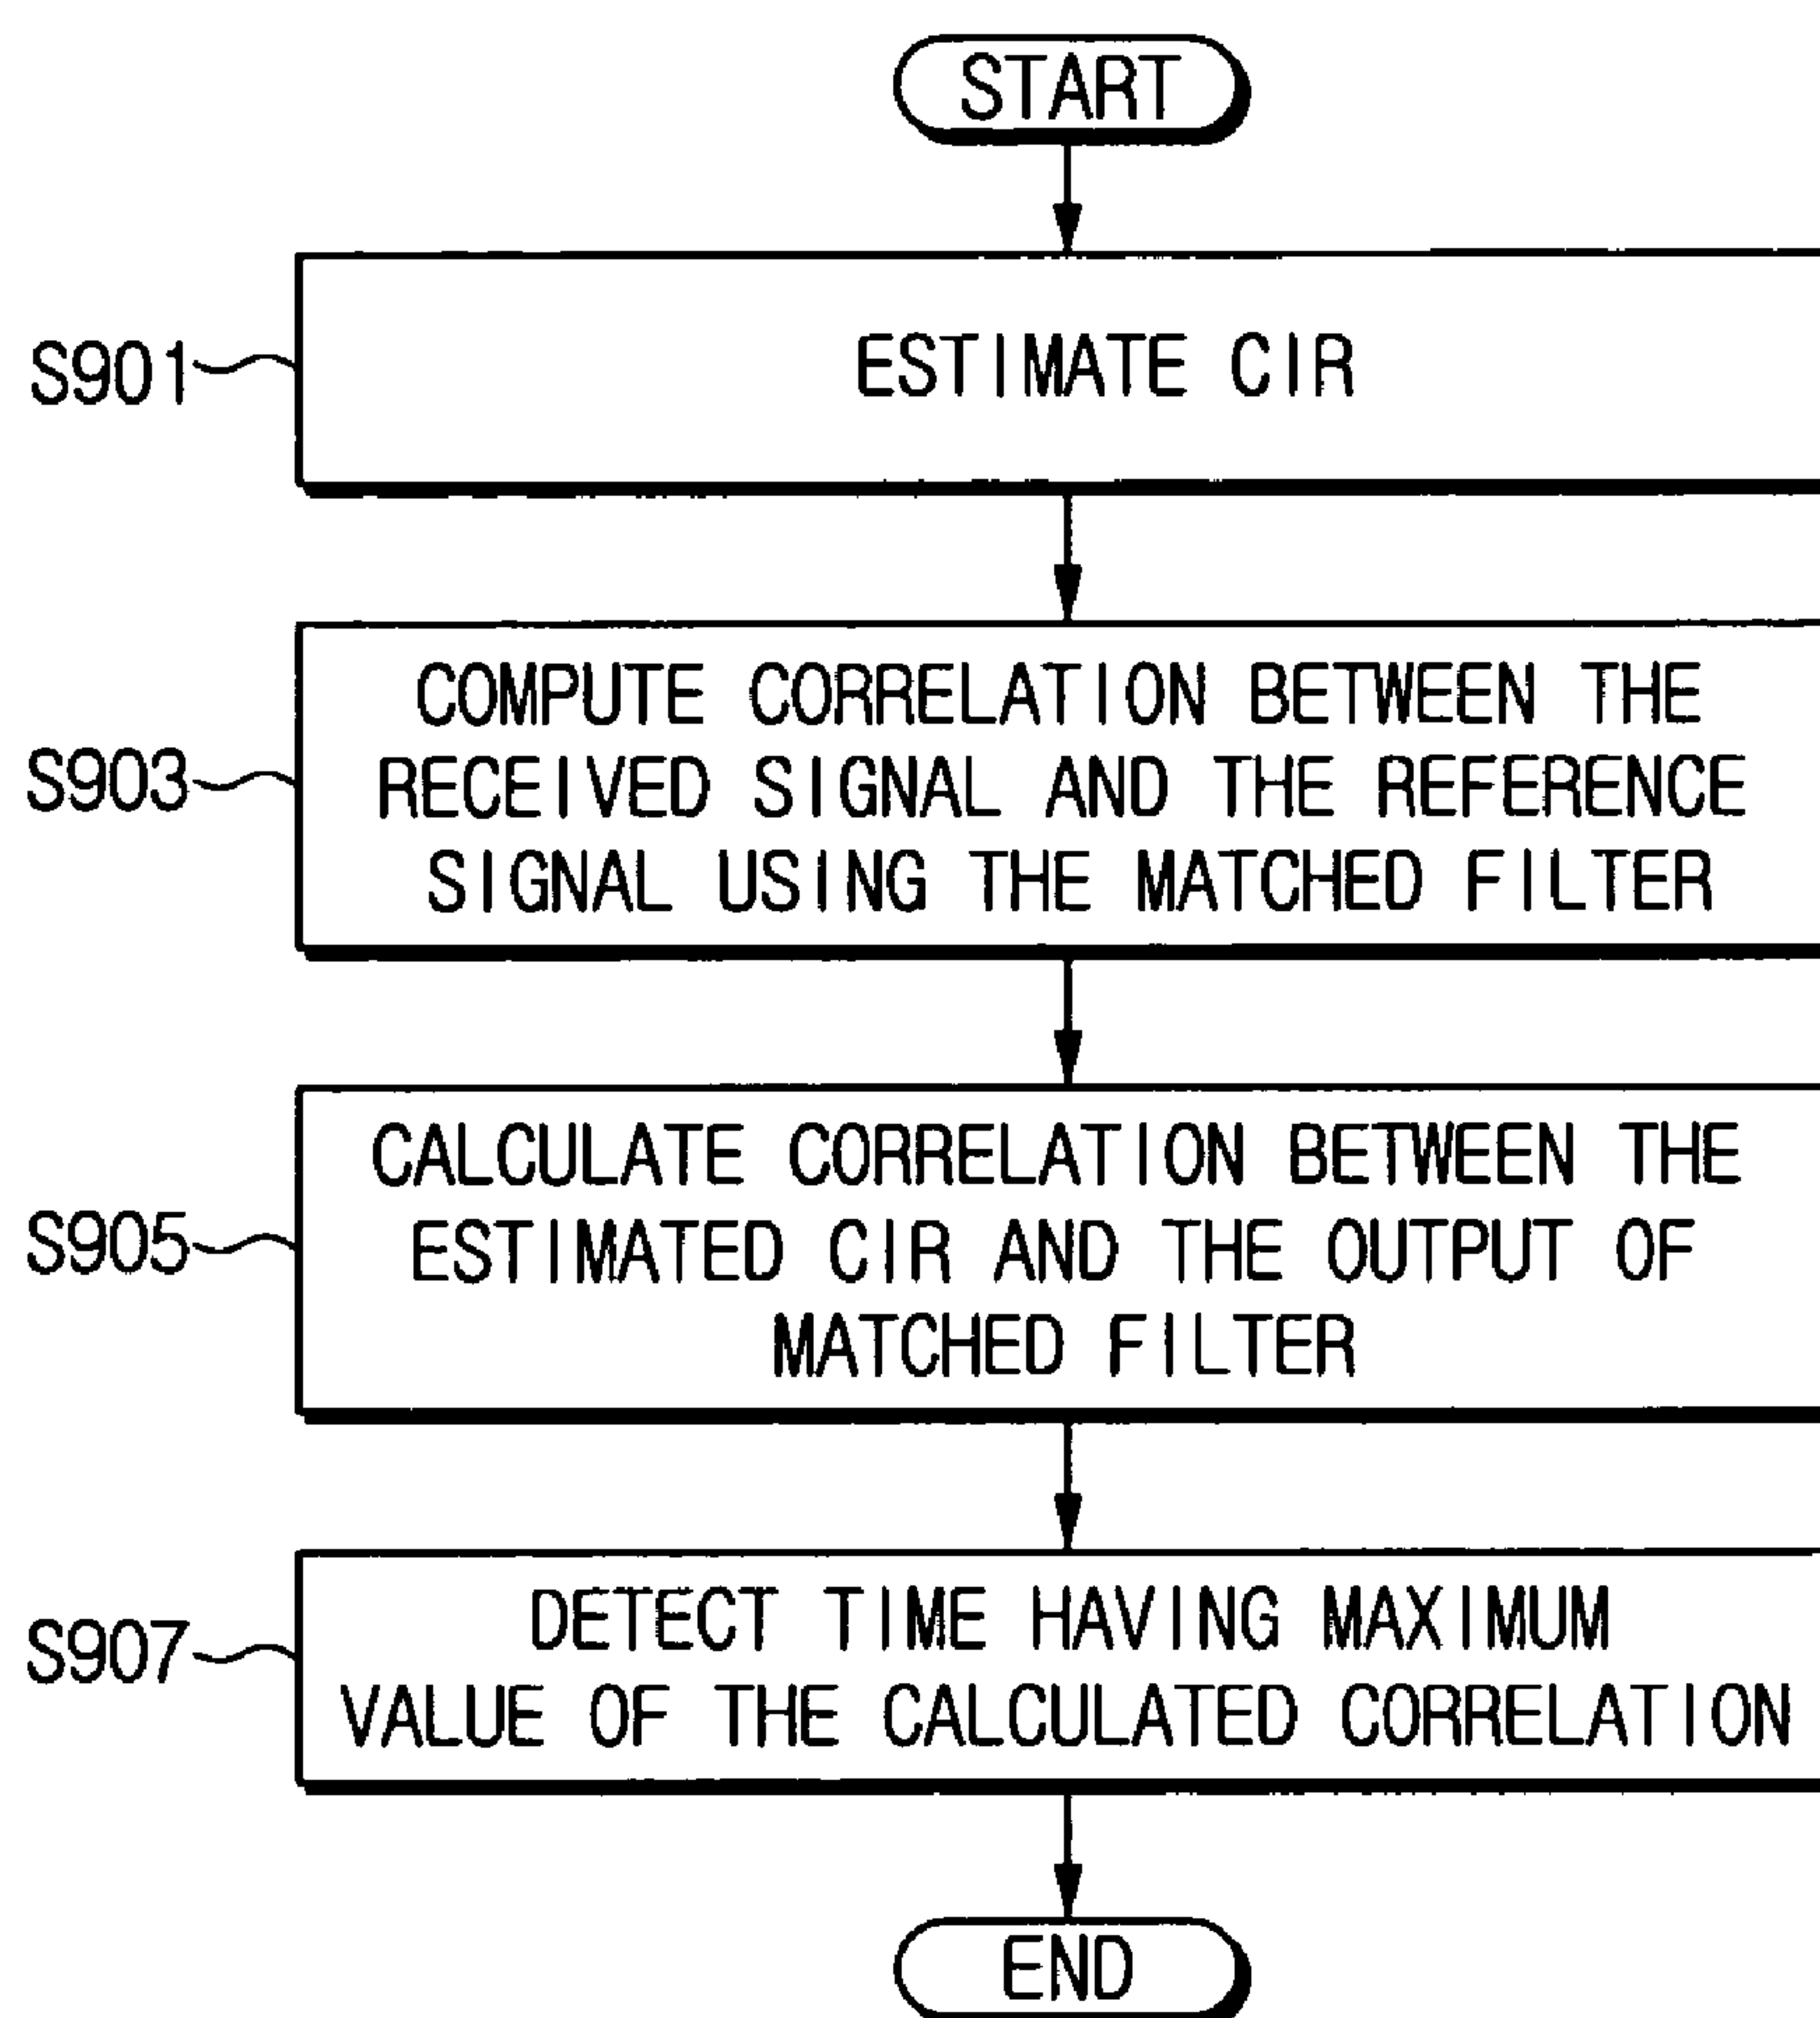 START
S901
ESTIMATE CIR
S903
COMPUTE CORRELATION BETWEEN THE
RECEIVED SIGNAL AND THE REFERENCE
SIGNAL USING THE MATCHED FILTER
S905
CALCULATE CORRELATION BETWEEN THE
ESTIMATED CIR AND THE OUTPUT OF
MATCHED FILTER
S907
DETECT TIME HAVING MAXIMUM
VALUE OF THE CALCULATED CORRELATION
END